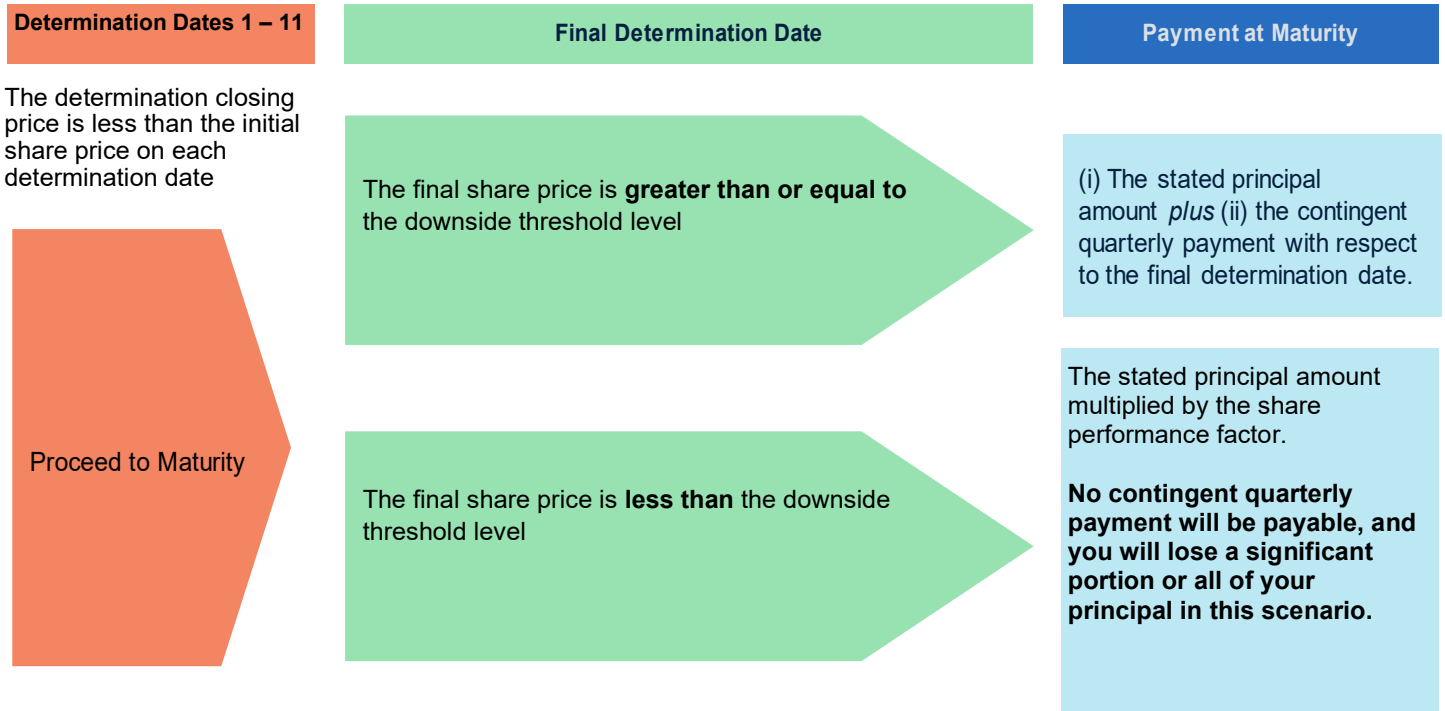 Determination Dates 1 – 11
Final Determination Date
Payment at Maturity
The determination closing
price is less than the initial
share price on each
determination date
Proceed to Maturity
The final share price is greater than or equal to
the downside threshold level
(i) The stated principal
amount plus (ii) the contingent
quarterly payment with respect
to the final determination date.
The final share price is less than the downside
threshold level
The stated principal amount
multiplied by the share
performance factor.
No contingent quarterly
payment will be payable, and
you will lose a significant
portion or all of your
principal in this scenario.